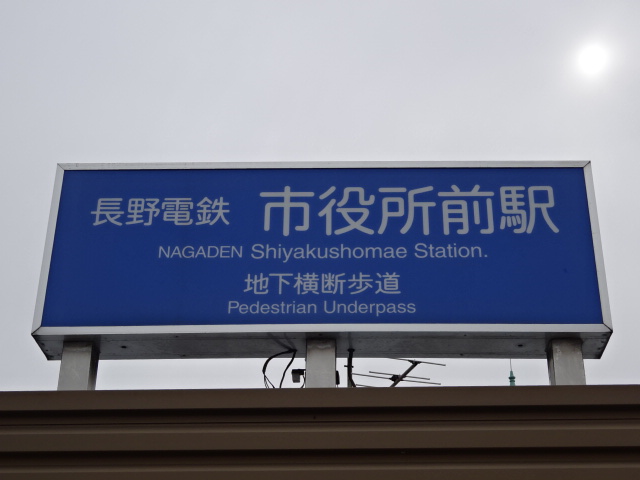 長野電鉄 市役所前駅
NAGADEN Shiyakushomae Station.
地下横断歩道
Pedestrian Underpass